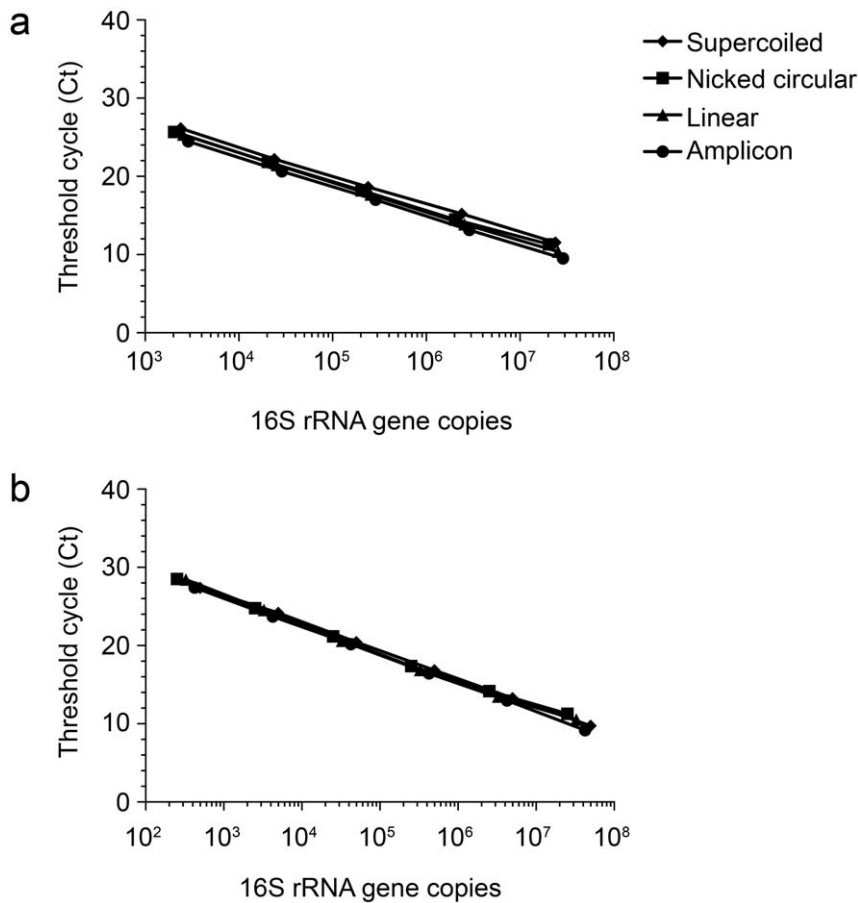 a
Threshold cycle (Ct)
40
30
20
10
0
10³ 10⁴ 10⁵ 10⁶ 10⁷ 10⁸
16S rRNA gene copies
Supercoiled
Nicked circular
Linear
Amplicon
b
Threshold cycle (Ct)
40
30
20
10
0
10² 10³ 10⁴ 10⁵ 10⁶ 10⁷ 10⁸
16S rRNA gene copies